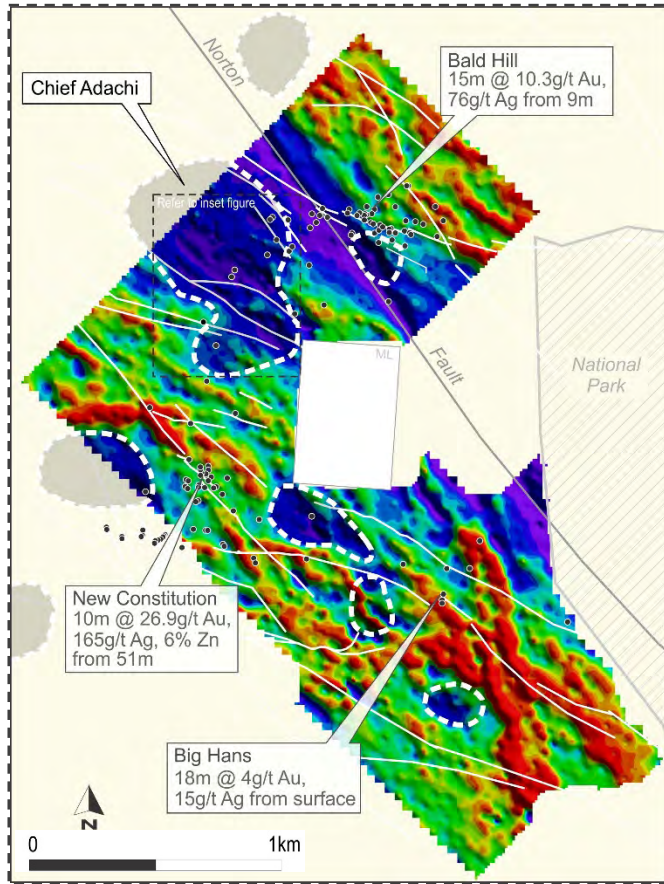 Norton
Bald Hill
15m @ 10.3g/t Au,
76g/t Ag from 9m
Chief Adachi
Refer to inset figure
ML
Fault
National
Park
New Constitution
10m @ 26.9g/t Au,
165g/t Ag, 6% Zn
from 51m
Big Hans
18m @ 4g/t Au,
15g/t Ag from surface
N
0
1km